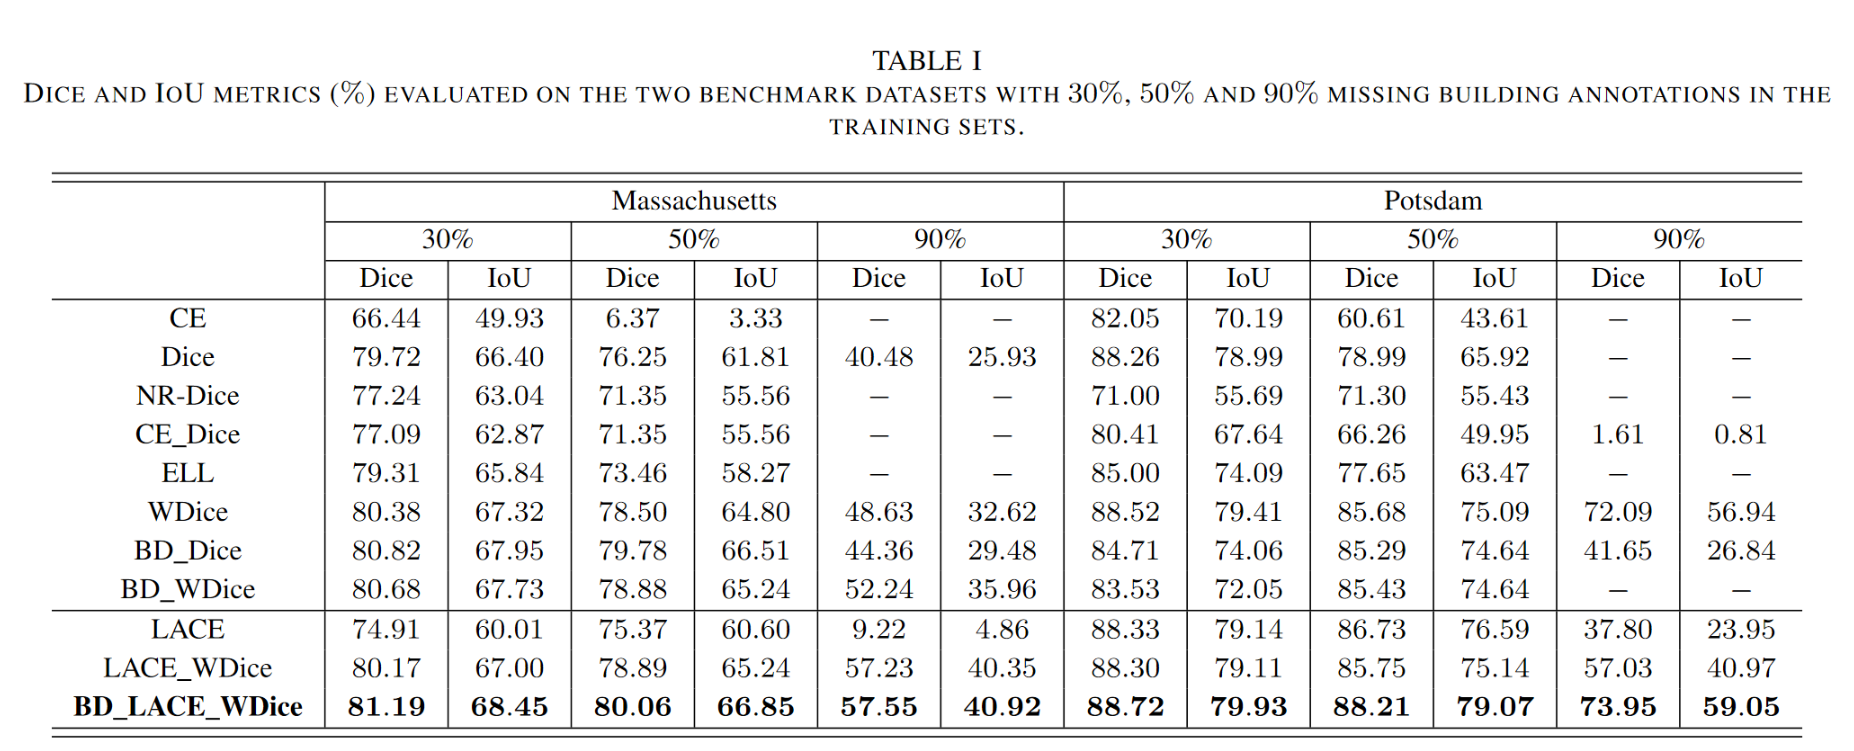 TABLE I
DICE AND IOU METRICS (%) EVALUATED ON THE TWO BENCHMARK DATASETS WITH 30%, 50% AND 90% MISSING BUILDING ANNOTATIONS IN THE
TRAINING SETS.
Massachusetts Potsdam
30% 50% 90% 30% 50% 90%
Dice IoU Dice IoU Dice IoU Dice IoU Dice IoU Dice IoU
CE 66.44 49.93 6.37 3.33 – – 82.05 70.19 60.61 43.61 – –
Dice 79.72 66.40 76.25 61.81 40.48 25.93 88.26 78.99 78.99 65.92 – –
NR-Dice 77.24 63.04 71.35 55.56 – – 71.00 55.69 71.30 55.43 – –
CE_Dice 77.09 62.87 71.35 55.56 – – 80.41 67.64 66.26 49.95 1.61 0.81
ELL 79.31 65.84 73.46 58.27 – – 85.00 74.09 77.65 63.47 – –
WDice 80.38 67.32 78.50 64.80 48.63 32.62 88.52 79.41 85.68 75.09 72.09 56.94
BD_Dice 80.82 67.95 79.78 66.51 44.36 29.48 84.71 74.06 85.29 74.64 41.65 26.84
BD_WDice 80.68 67.73 78.88 65.24 52.24 35.96 83.53 72.05 85.43 74.64 – –
LACE 74.91 60.01 75.37 60.60 9.22 4.86 88.33 79.14 86.73 76.59 37.80 23.95
LACE_WDice 80.17 67.00 78.89 65.24 57.23 40.35 88.30 79.11 85.75 75.14 57.03 40.97
BD_LACE_WDice 81.19 68.45 80.06 66.85 57.55 40.92 88.72 79.93 88.21 79.07 73.95 59.05